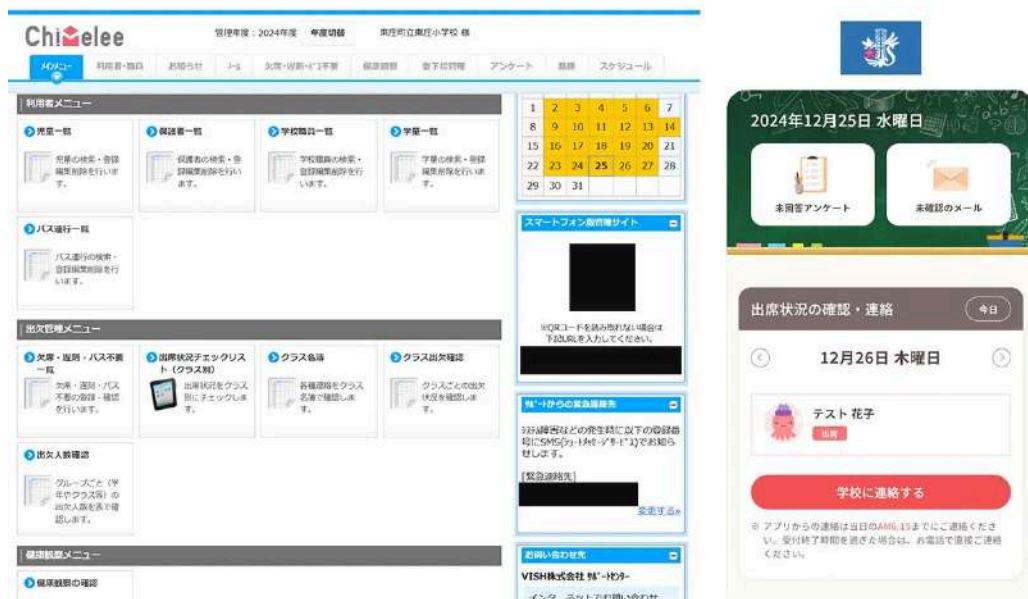 Chimelee
管理年度：2024年度 年度切替 東庄町立東庄小学校 様
メインメニュー 利用者・職員 お知らせ メール 欠席・遅刻・ﾊﾞｽ不要 健康観察 登下校管理 アンケート 動静 スケジュール
利用者メニュー
児童一覧
児童の検索・登録
編集削除を行いま
す。
保護者一覧
保護者の検索・登
録編集削除を行い
ます。
学校職員一覧
学校職員の検索・
登録編集削除を行
います。
学童一覧
学童の検索・登録
編集削除を行いま
す。
バス運行一覧
バス運行の検索・
登録編集削除を行
います。
出欠管理メニュー
欠席・遅刻・バス不要
一覧
欠席・遅刻・バス
不要の登録・確認
を行います。
出席状況チェックリス
ト（クラス別）
出席状況をクラス
別にチェックしま
す。
クラス名簿
各種連絡をクラス
名簿で確認しま
す。
クラス出欠確認
クラスごとの出欠
状況を確認しま
す。
出欠人数確認
グループごと（学
年やクラス等）の
出欠人数を表で確
認します。
健康観察メニュー
健康観察の確認
1 2 3 4 5 6 7
8 9 10 11 12 13 14
15 16 17 18 19 20 21
22 23 24 25 26 27 28
29 30 31
スマートフォン版管理サイト
※QRコードを読み取れない場合は
下記URLを入力してください。
ｻﾎﾟｰﾄからの緊急連絡先
ｼｽﾃﾑ障害などの発生時に以下の登録番
号にSMS(ｼｮｰﾄﾒｯｾｰｼﾞｻｰﾋﾞｽ)でお知ら
せします。
[緊急連絡先]
変更する»
お問い合わせ先
VISH株式会社 ｻﾎﾟｰﾄｾﾝﾀｰ
インターネットでお問い合わせ
2024年12月25日 水曜日
未回答アンケート
未確認のメール
出席状況の確認・連絡 今日
12月26日 木曜日
テスト 花子
出席
学校に連絡する
※ アプリからの連絡は当日のAM6:15までにご連絡くださ
い。受付終了時間を過ぎた場合は、お電話で直接ご連絡
ください。